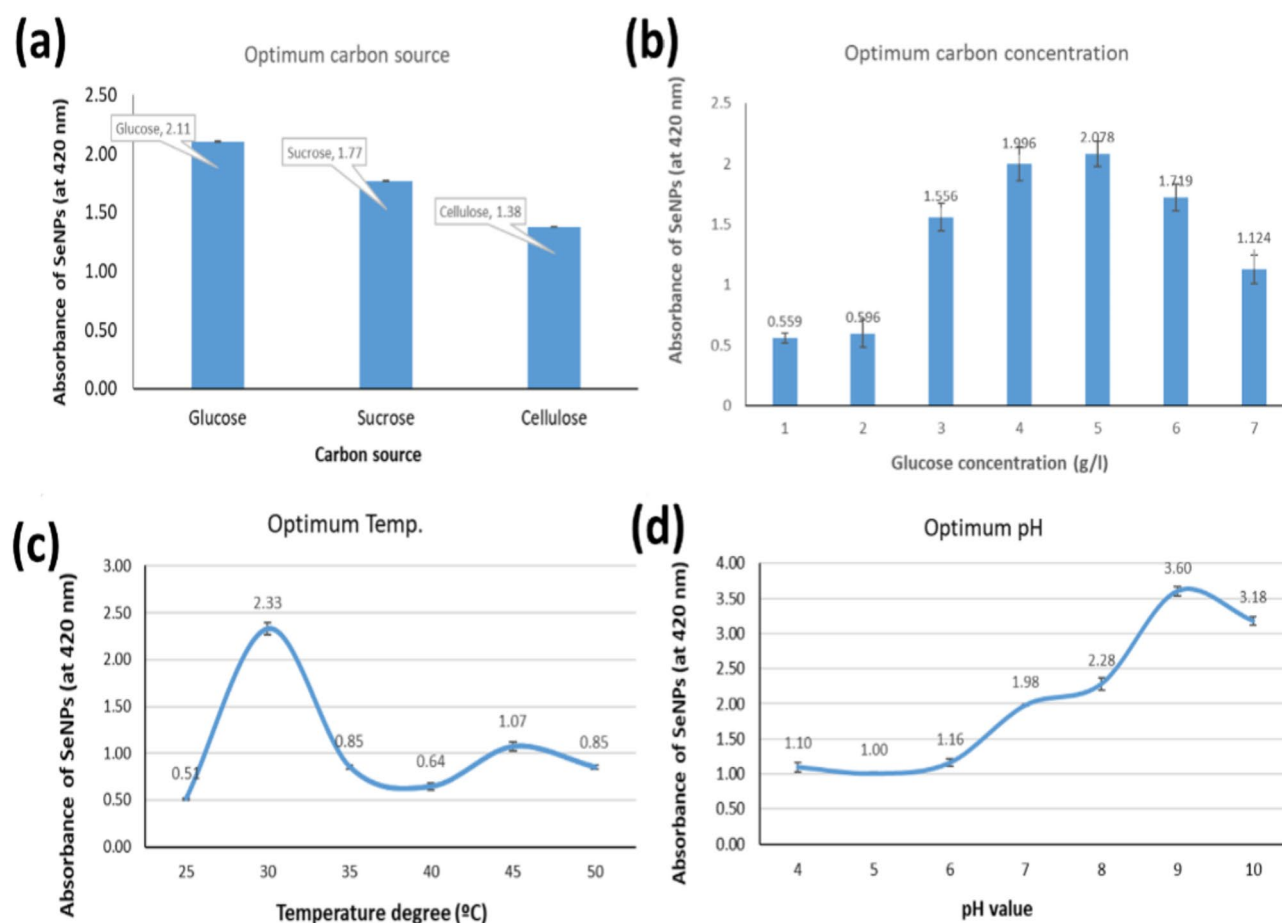 (a)
Optimum carbon source
Absorbance of SeNPs (at 420 nm)
2.50
2.00
1.50
1.00
0.50
0.00
Glucose, 2.11
Sucrose, 1.77
Cellulose, 1.38
Glucose Sucrose Cellulose
Carbon source
(b)
Optimum carbon concentration
Absorbance of SeNPs (at 420 nm)
2.5
2
1.5
1
0.5
0
0.559 0.596 1.556 1.996 2.078 1.719 1.124
1 2 3 4 5 6 7
Glucose concentration (g/l)
(c)
Optimum Temp.
Absorbance of SeNPs (at 420 nm)
3.00
2.50
2.00
1.50
1.00
0.50
0.00
0.51 2.33 0.85 0.64 1.07 0.85
25 30 35 40 45 50
Temperature degree (ºC)
(d)
Optimum pH
Absorbance of SeNPs (at 420 nm)
4.00
3.50
3.00
2.50
2.00
1.50
1.00
0.50
0.00
1.10 1.00 1.16 1.98 2.28 3.60 3.18
4 5 6 7 8 9 10
pH value